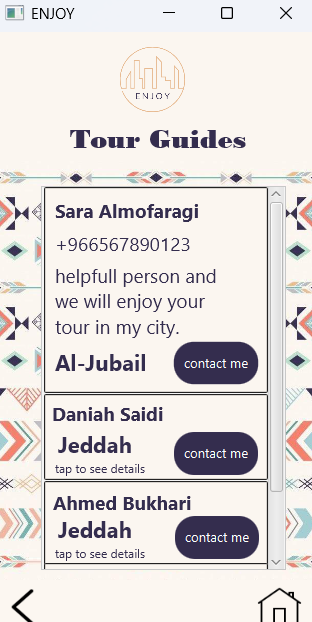 ENJOY
ENJOY
Tour Guides
Sara Almofaragi
+966567890123
helpfull person and
we will enjoy your
tour in my city.
Al-Jubail
contact me
Daniah Saidi
Jeddah
contact me
tap to see details
Ahmed Bukhari
Jeddah
contact me
tap to see details